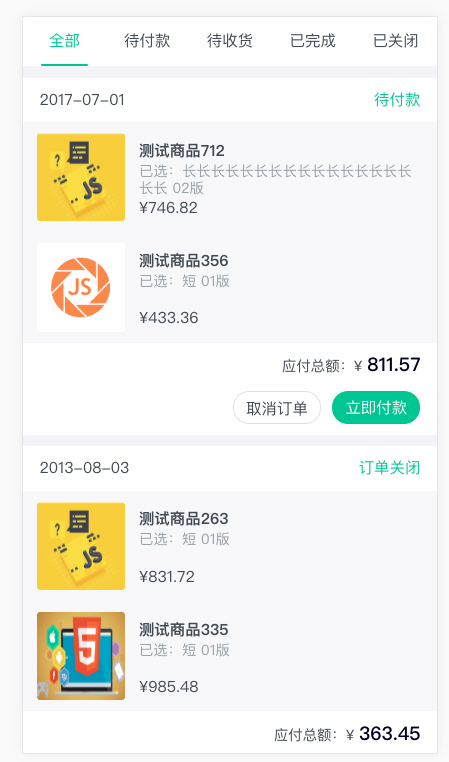 全部 待付款 待收货 已完成 已关闭
2017-07-01 待付款
?
JS
测试商品712
已选：长长长长长长长长长长长长长长长长
长长 02版
¥746.82
JS
测试商品356
已选：短 01版
¥433.36
应付总额：¥ 811.57
取消订单 立即付款
2013-08-03 订单关闭
?
JS
测试商品263
已选：短 01版
¥831.72
5
测试商品335
已选：短 01版
¥985.48
应付总额：¥ 363.45